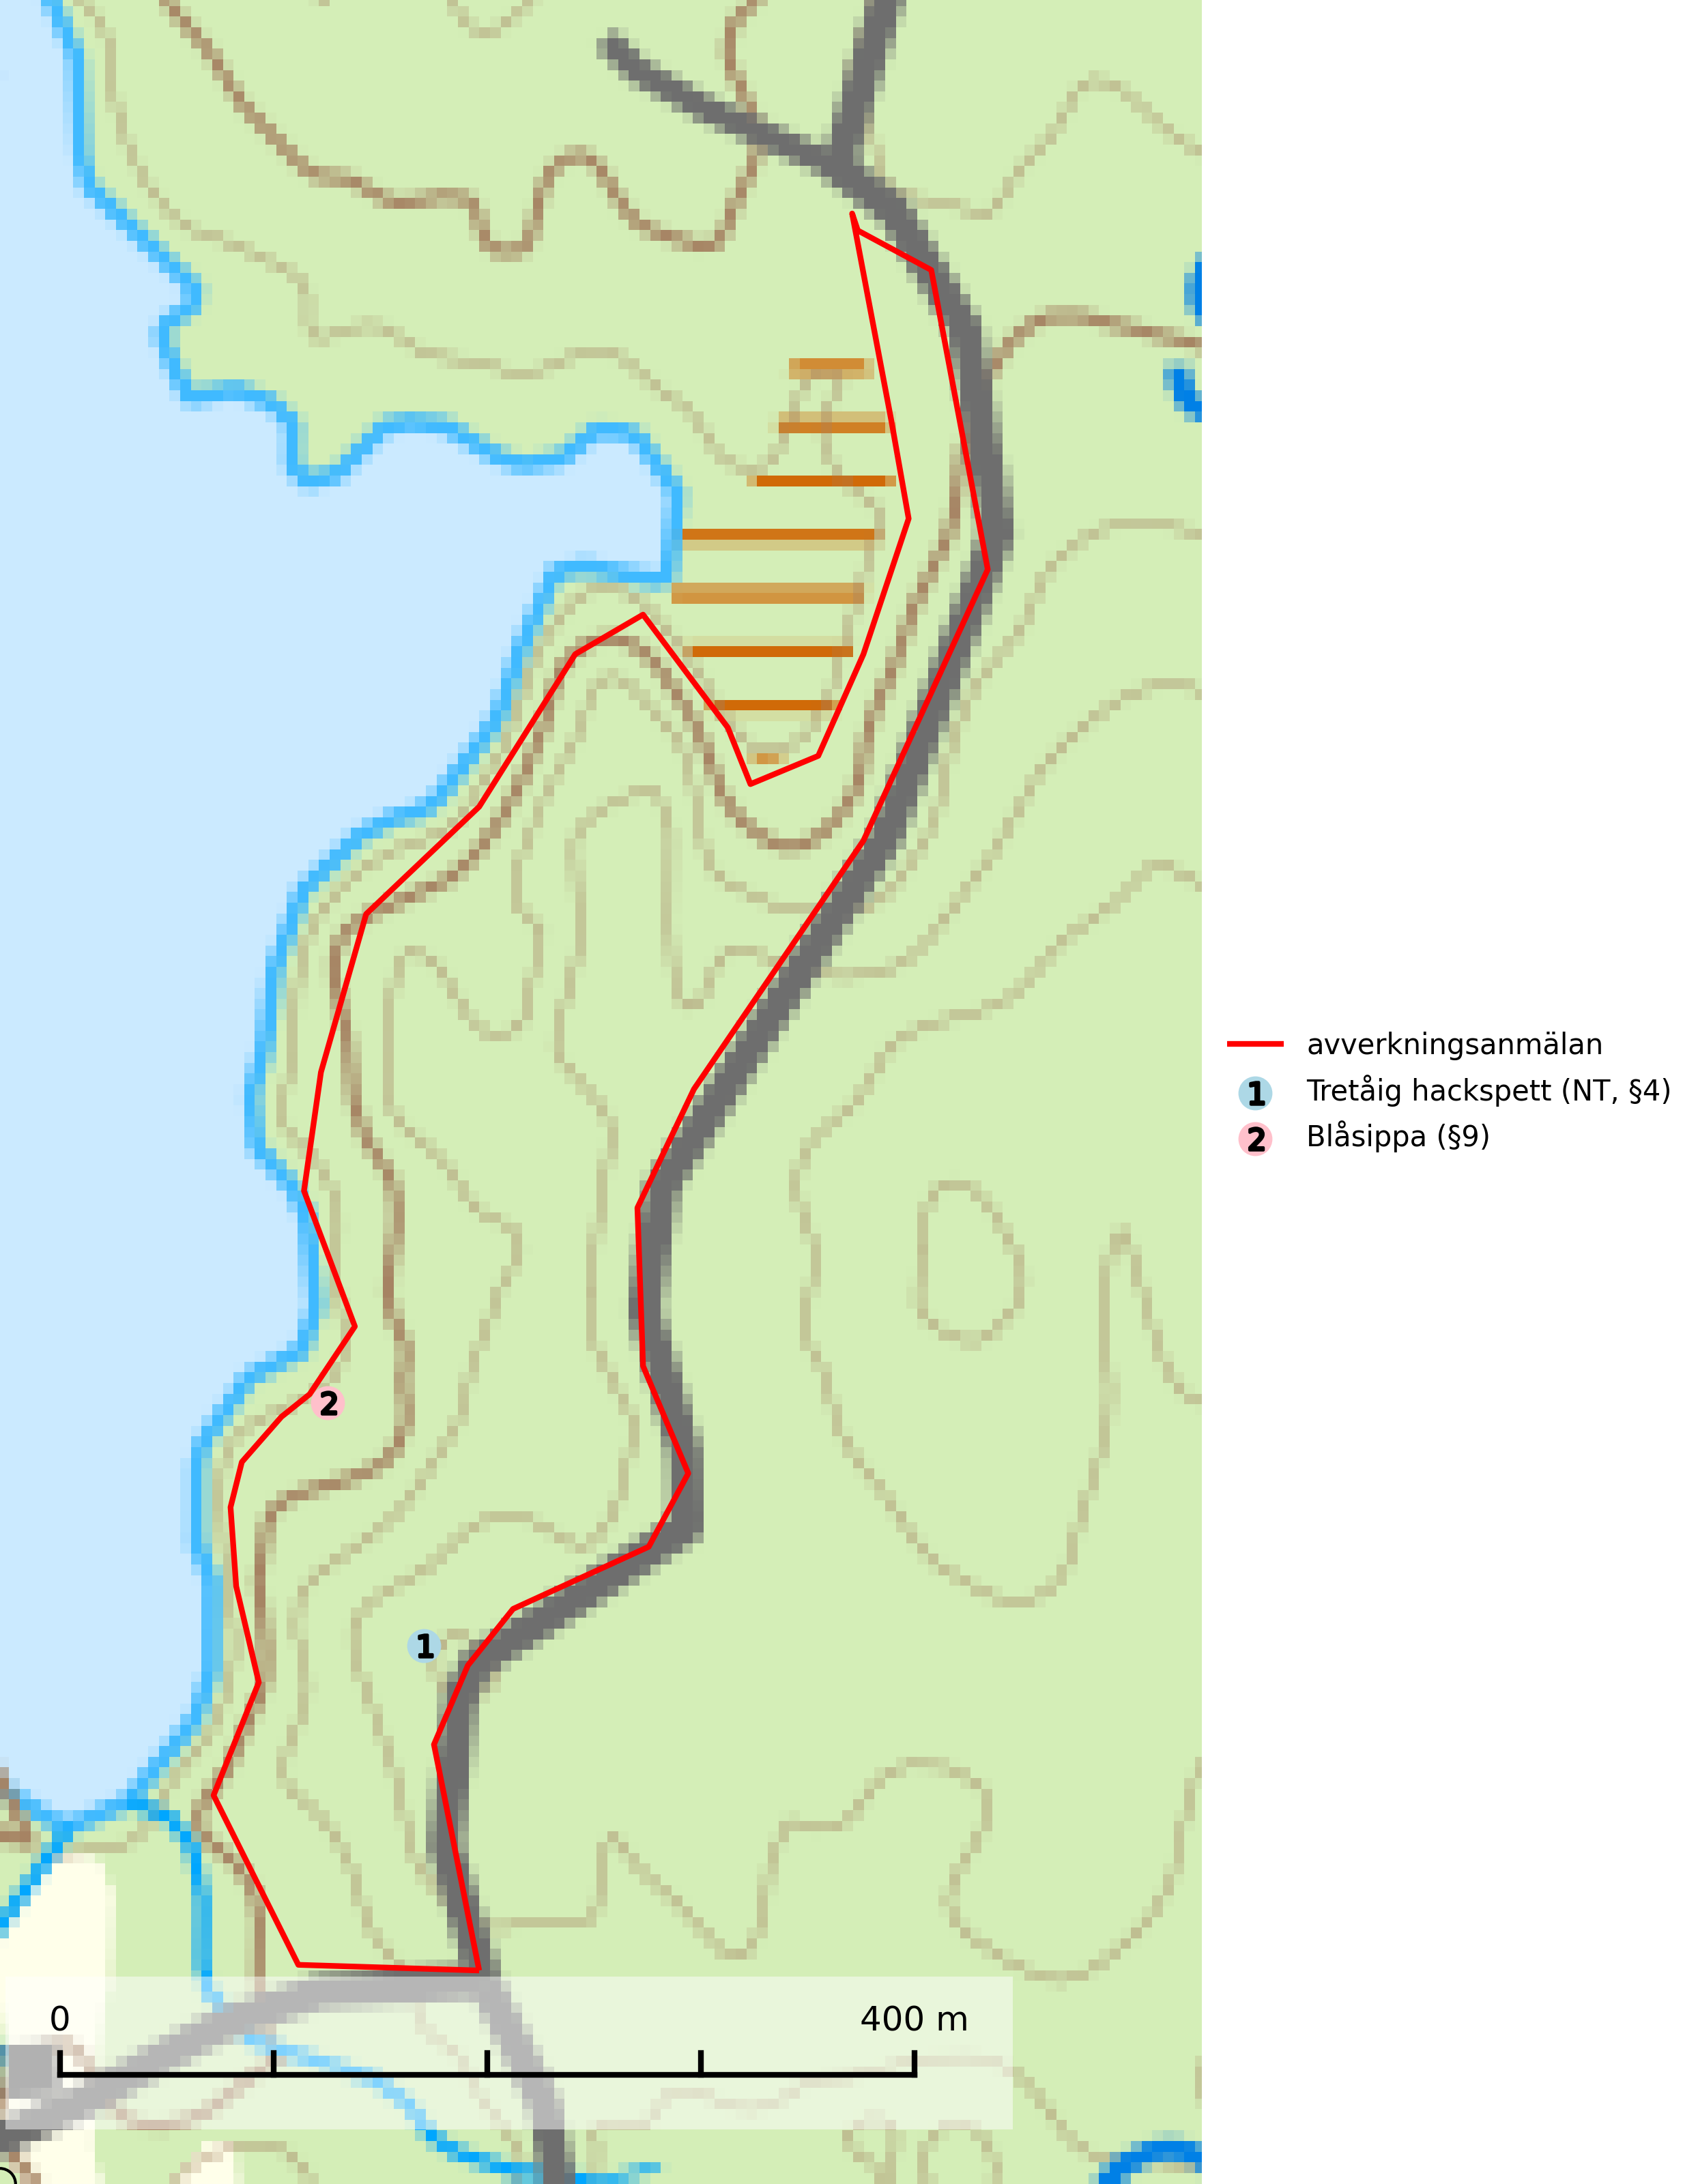 avverkningsanmälan
1 Tretåig hackspett (NT, §4)
2 Blåsippa (§9)
2
1
0 400 m